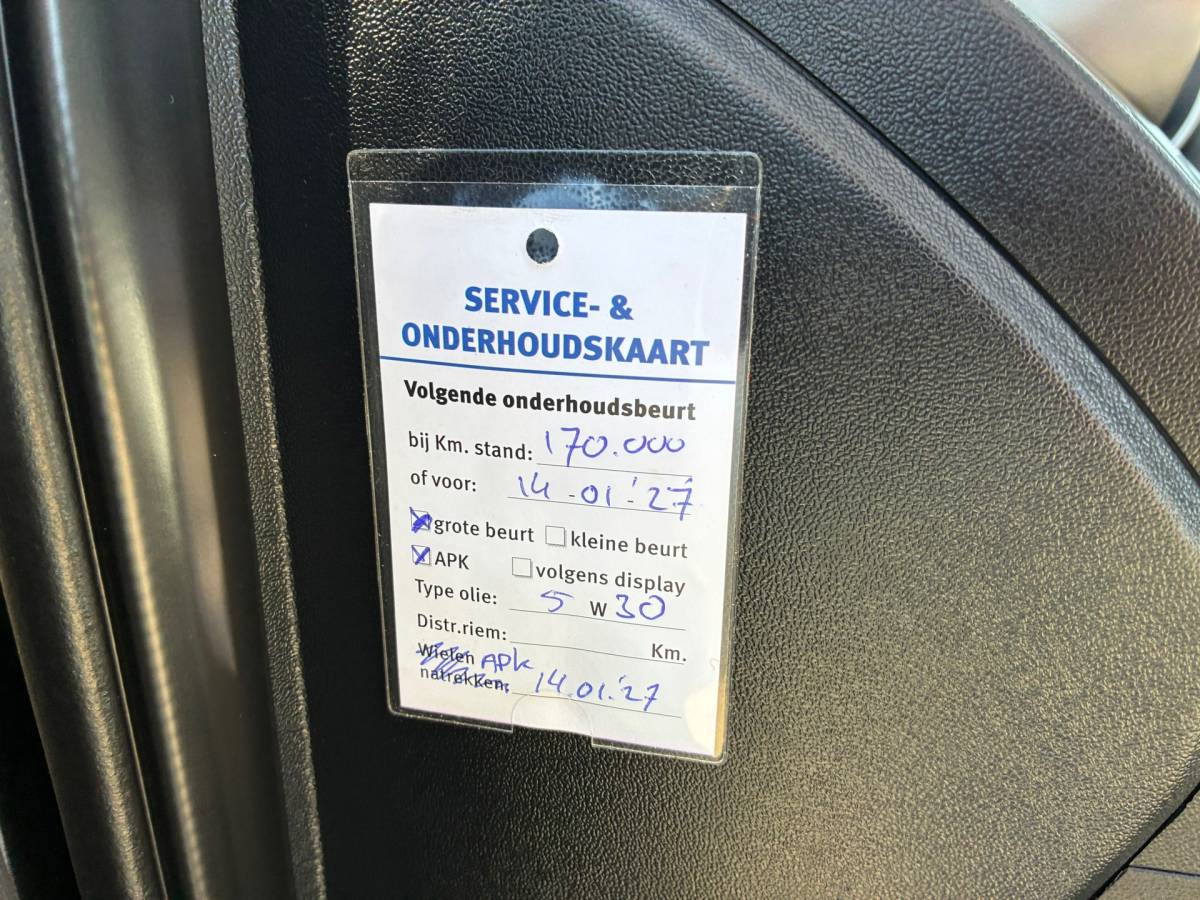 SERVICE- &
ONDERHOUDSKAART
Volgende onderhoudsbeurt
bij Km. stand: 170.000
of voor: 14-01-'27
grote beurt kleine beurt
APK volgens display
Type olie: 5 W 30
Distr.riem: Km.
Wielen APK
natrekken: 14.01.'27